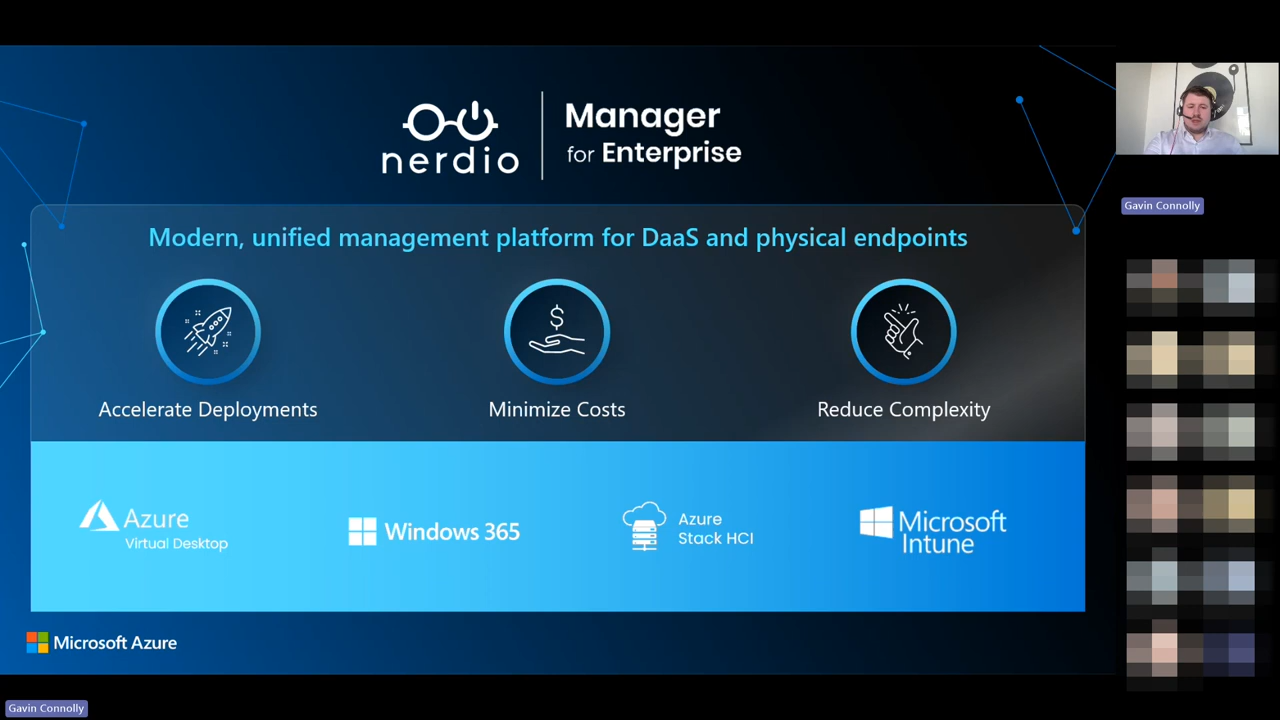 nerdio
Manager
for Enterprise
Modern, unified management platform for DaaS and physical endpoints
Accelerate Deployments
Minimize Costs
Reduce Complexity
Azure
Virtual Desktop
Windows 365
Azure
Stack HCI
Microsoft
Intune
Microsoft Azure
Gavin Connolly
Gavin Connolly